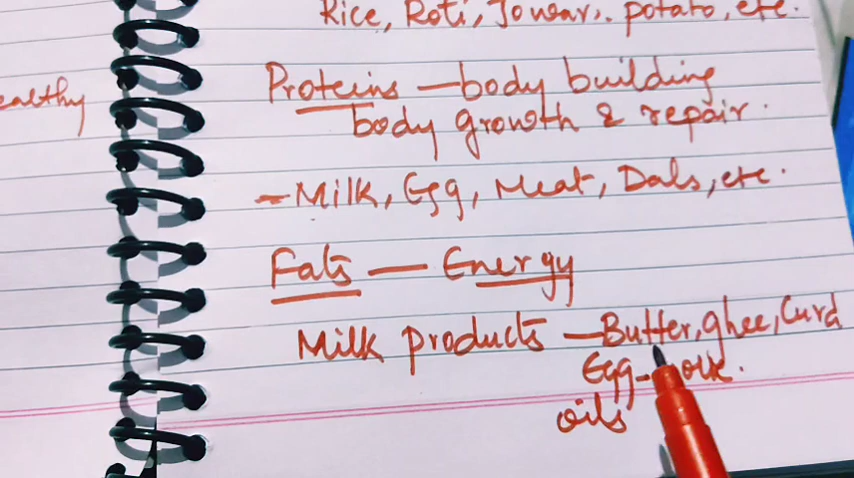 Rice, Roti, Jowar, potato, etc.
ealthy
Proteins — body building
body growth & repair.
- Milk, Egg, Meat, Dals, etc.
Fats — Energy
Milk products — Butter, ghee, Curd
Egg-
oils